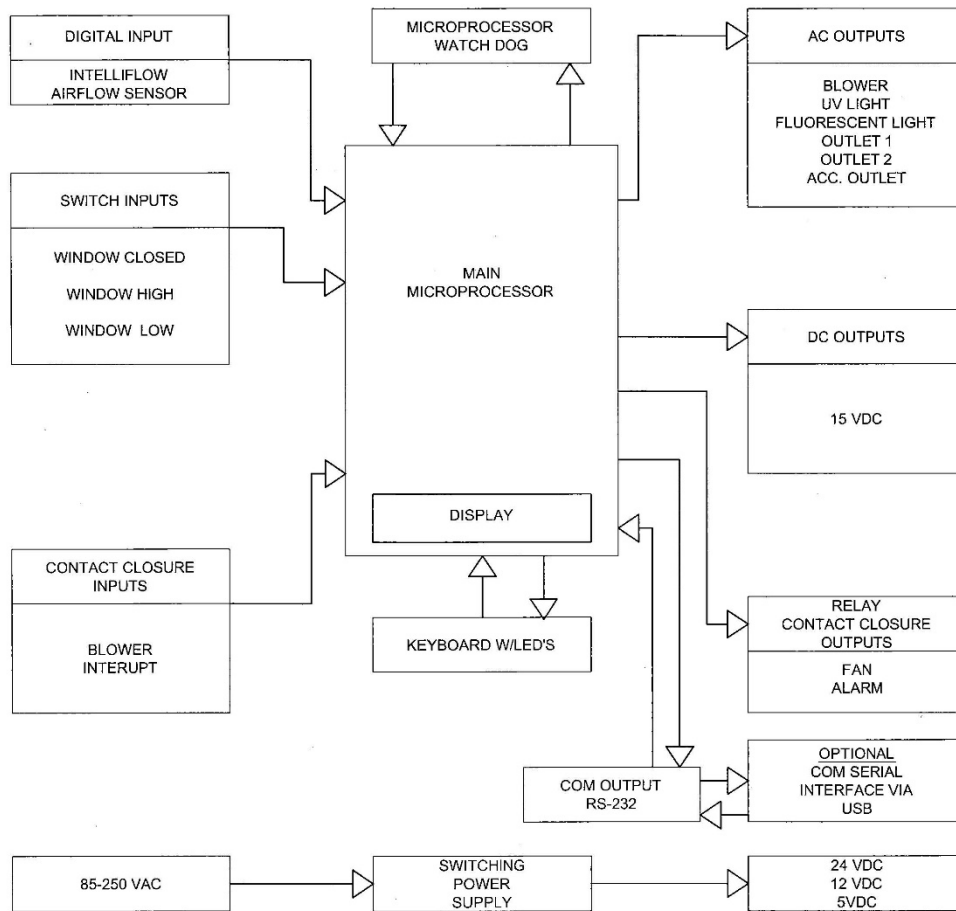 DIGITAL INPUT
INTELLIFLOW
AIRFLOW SENSOR
MICROPROCESSOR
WATCH DOG
AC OUTPUTS
BLOWER
UV LIGHT
FLUORESCENT LIGHT
OUTLET 1
OUTLET 2
ACC. OUTLET
SWITCH INPUTS
WINDOW CLOSED
WINDOW HIGH
WINDOW LOW
MAIN
MICROPROCESSOR
DISPLAY
DC OUTPUTS
15 VDC
CONTACT CLOSURE
INPUTS
BLOWER
INTERUPT
KEYBOARD W/LED'S
RELAY
CONTACT CLOSURE
OUTPUTS
FAN
ALARM
COM OUTPUT
RS-232
OPTIONAL
COM SERIAL
INTERFACE VIA
USB
85-250 VAC
SWITCHING
POWER
SUPPLY
24 VDC
12 VDC
5VDC